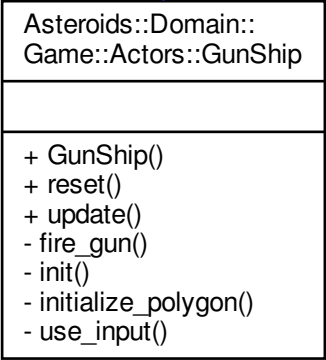 Asteroids::Domain::
Game::Actors::GunShip
+ GunShip()
+ reset()
+ update()
- fire_gun()
- init()
- initialize_polygon()
- use_input()